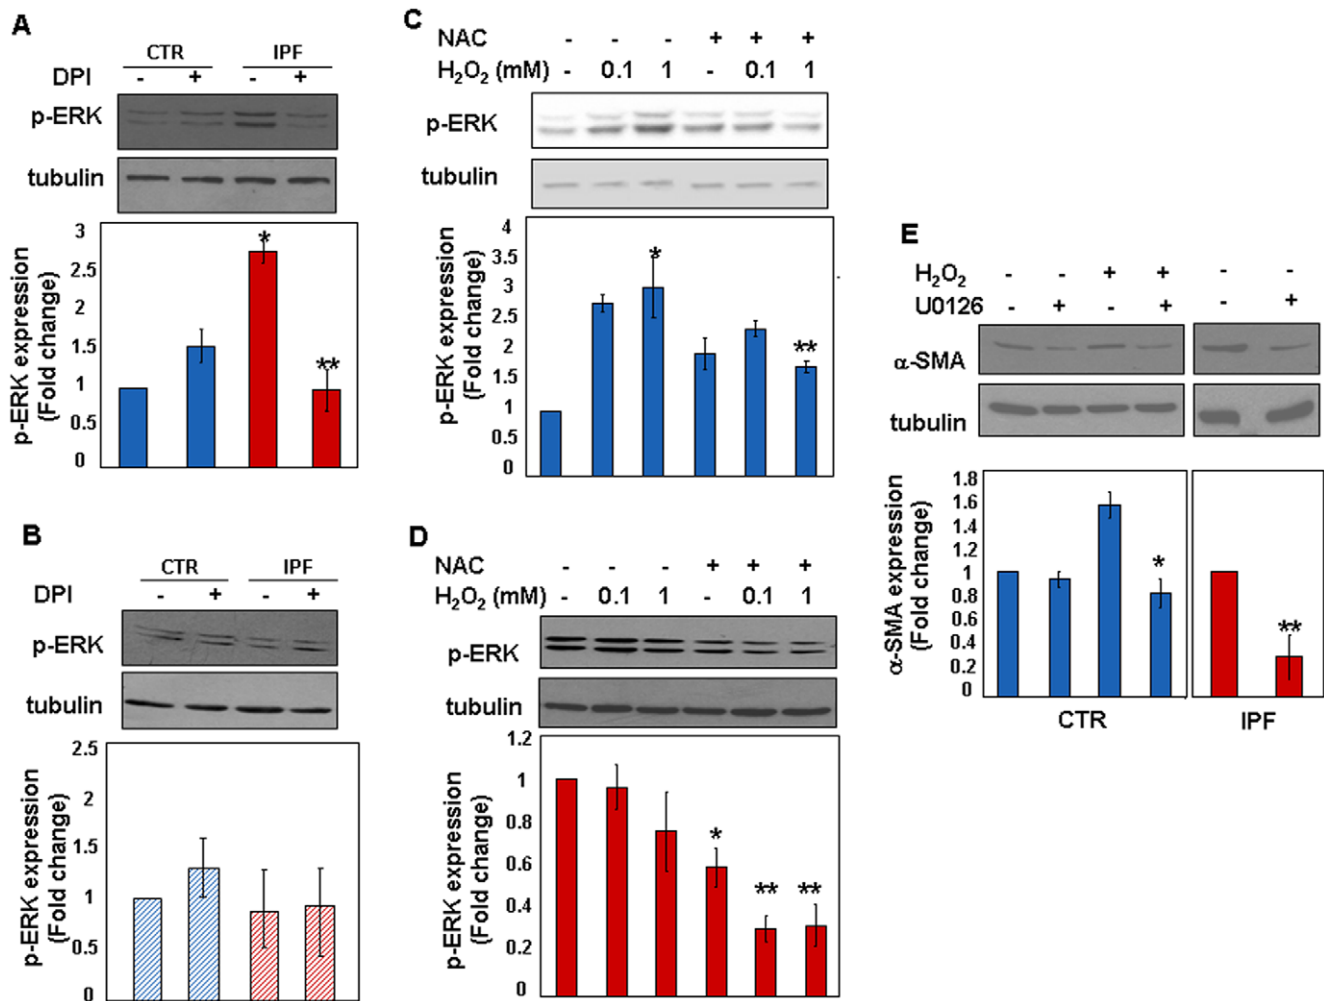 A
CTR IPF
DPI - + - +
p-ERK
tubulin
p-ERK expression
(Fold change)
3
2.5
2
1.5
1
0.5
0
*
**
B
CTR IPF
DPI - + - +
p-ERK
tubulin
p-ERK expression
(Fold change)
2.5
2
1.5
1
0.5
0
C
NAC - - - + + +
H₂O₂ (mM) - 0.1 1 - 0.1 1
p-ERK
tubulin
p-ERK expression
(Fold change)
4
3.5
3
2.5
2
1.5
1
0.5
0
*
**
D
NAC - - - + + +
H₂O₂ (mM) - 0.1 1 - 0.1 1
p-ERK
tubulin
p-ERK expression
(Fold change)
1.2
1
0.8
0.6
0.4
0.2
0
*
** **
E
H₂O₂ - - + + - -
U0126 - + - + - +
α-SMA
tubulin
α-SMA expression
(Fold change)
1.8
1.6
1.4
1.2
1
0.8
0.6
0.4
0.2
0
*
**
CTR IPF